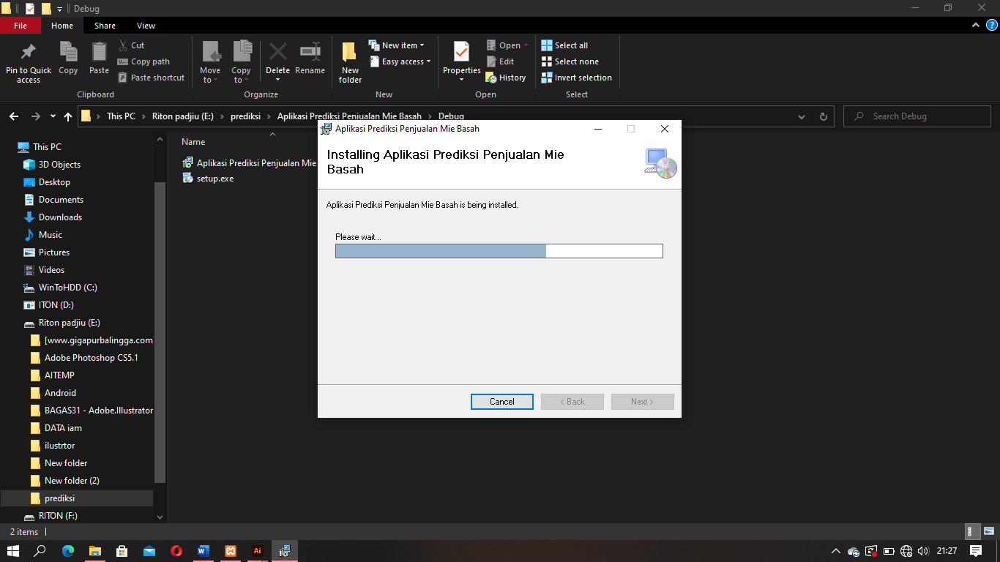 Debug
File Home Share View
Pin to Quick access
Copy
Paste
Cut
Copy path
Paste shortcut
Clipboard
Move to
Copy to
Delete
Rename
Organize
New folder
New item
Easy access
New
Properties
Open
Edit
History
Open
Select all
Select none
Invert selection
Select
This PC › Riton padjiu (E:) › prediksi › Aplikasi Prediksi Penjualan Mie Basah › Debug
Search Debug
This PC
3D Objects
Desktop
Documents
Downloads
Music
Pictures
Videos
WinToHDD (C:)
ITON (D:)
Riton padjiu (E:)
[www.gigapurbalingga.com
Adobe Photoshop CS5.1
AITEMP
Android
BAGAS31 - Adobe.Illustrator
DATA iam
ilustrtor
New folder
New folder (2)
prediksi
RITON (F:)
Name
Aplikasi Prediksi Penjualan Mie
setup.exe
Aplikasi Prediksi Penjualan Mie Basah
Installing Aplikasi Prediksi Penjualan Mie
Basah
Aplikasi Prediksi Penjualan Mie Basah is being installed.
Please wait...
Cancel
< Back
Next >
2 items
W
Ai
21:27